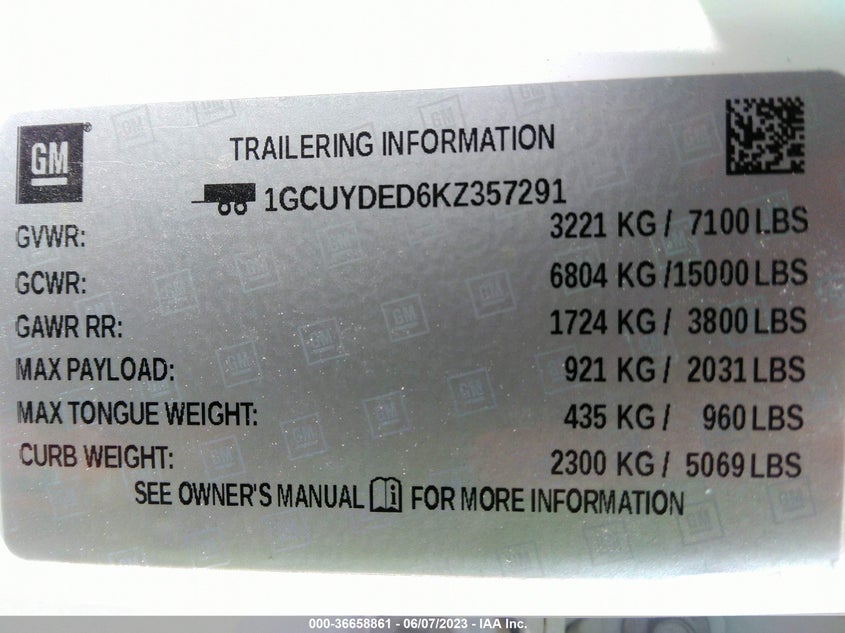 GM®
TRAILERING INFORMATION
1GCUYDED6KZ357291
GVWR: 3221 KG / 7100 LBS
GCWR: 6804 KG /15000 LBS
GAWR RR: 1724 KG / 3800 LBS
MAX PAYLOAD: 921 KG / 2031 LBS
MAX TONGUE WEIGHT: 435 KG / 960 LBS
CURB WEIGHT: 2300 KG / 5069 LBS
SEE OWNER'S MANUAL i FOR MORE INFORMATION
000-36658861 - 06/07/2023 - IAA Inc.